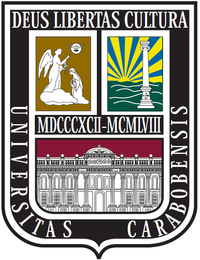 DEUS LIBERTAS CULTURA
MDCCCXCII-MCMLVIII
UNIVERSITAS CARABOBENSIS